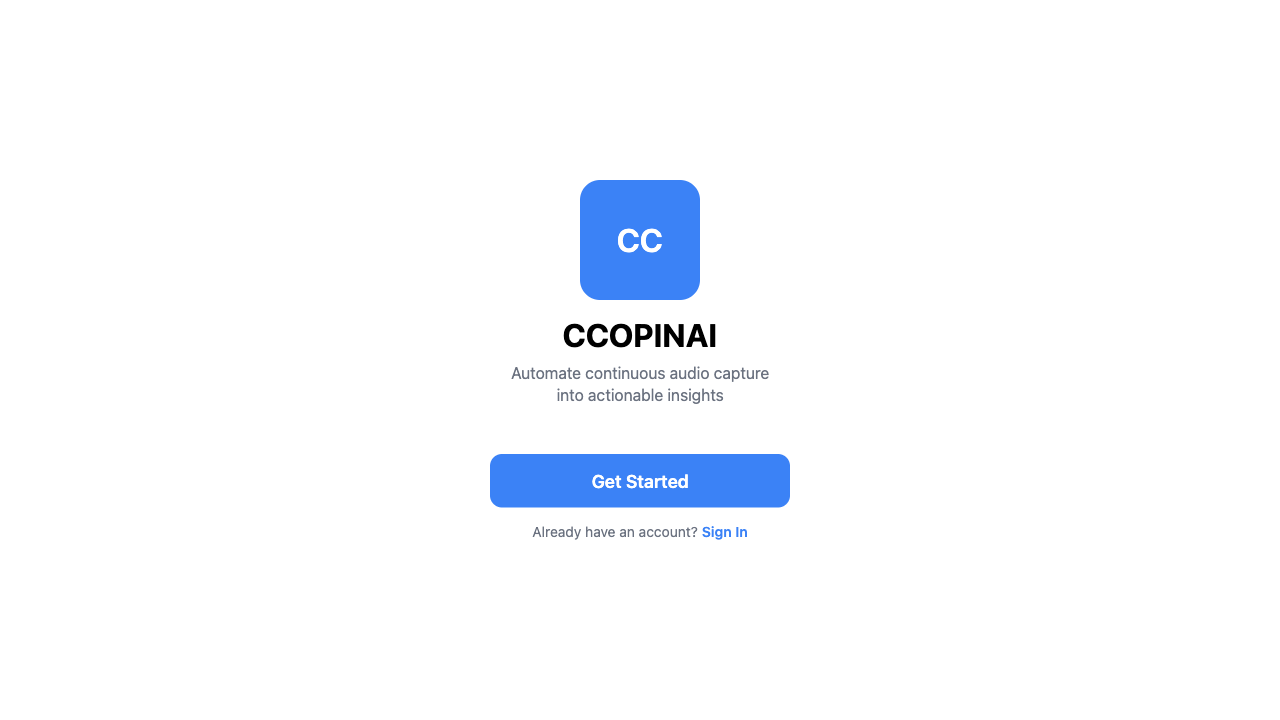 CC
CCOPINAI
Automate continuous audio capture
into actionable insights
Get Started
Already have an account? Sign In